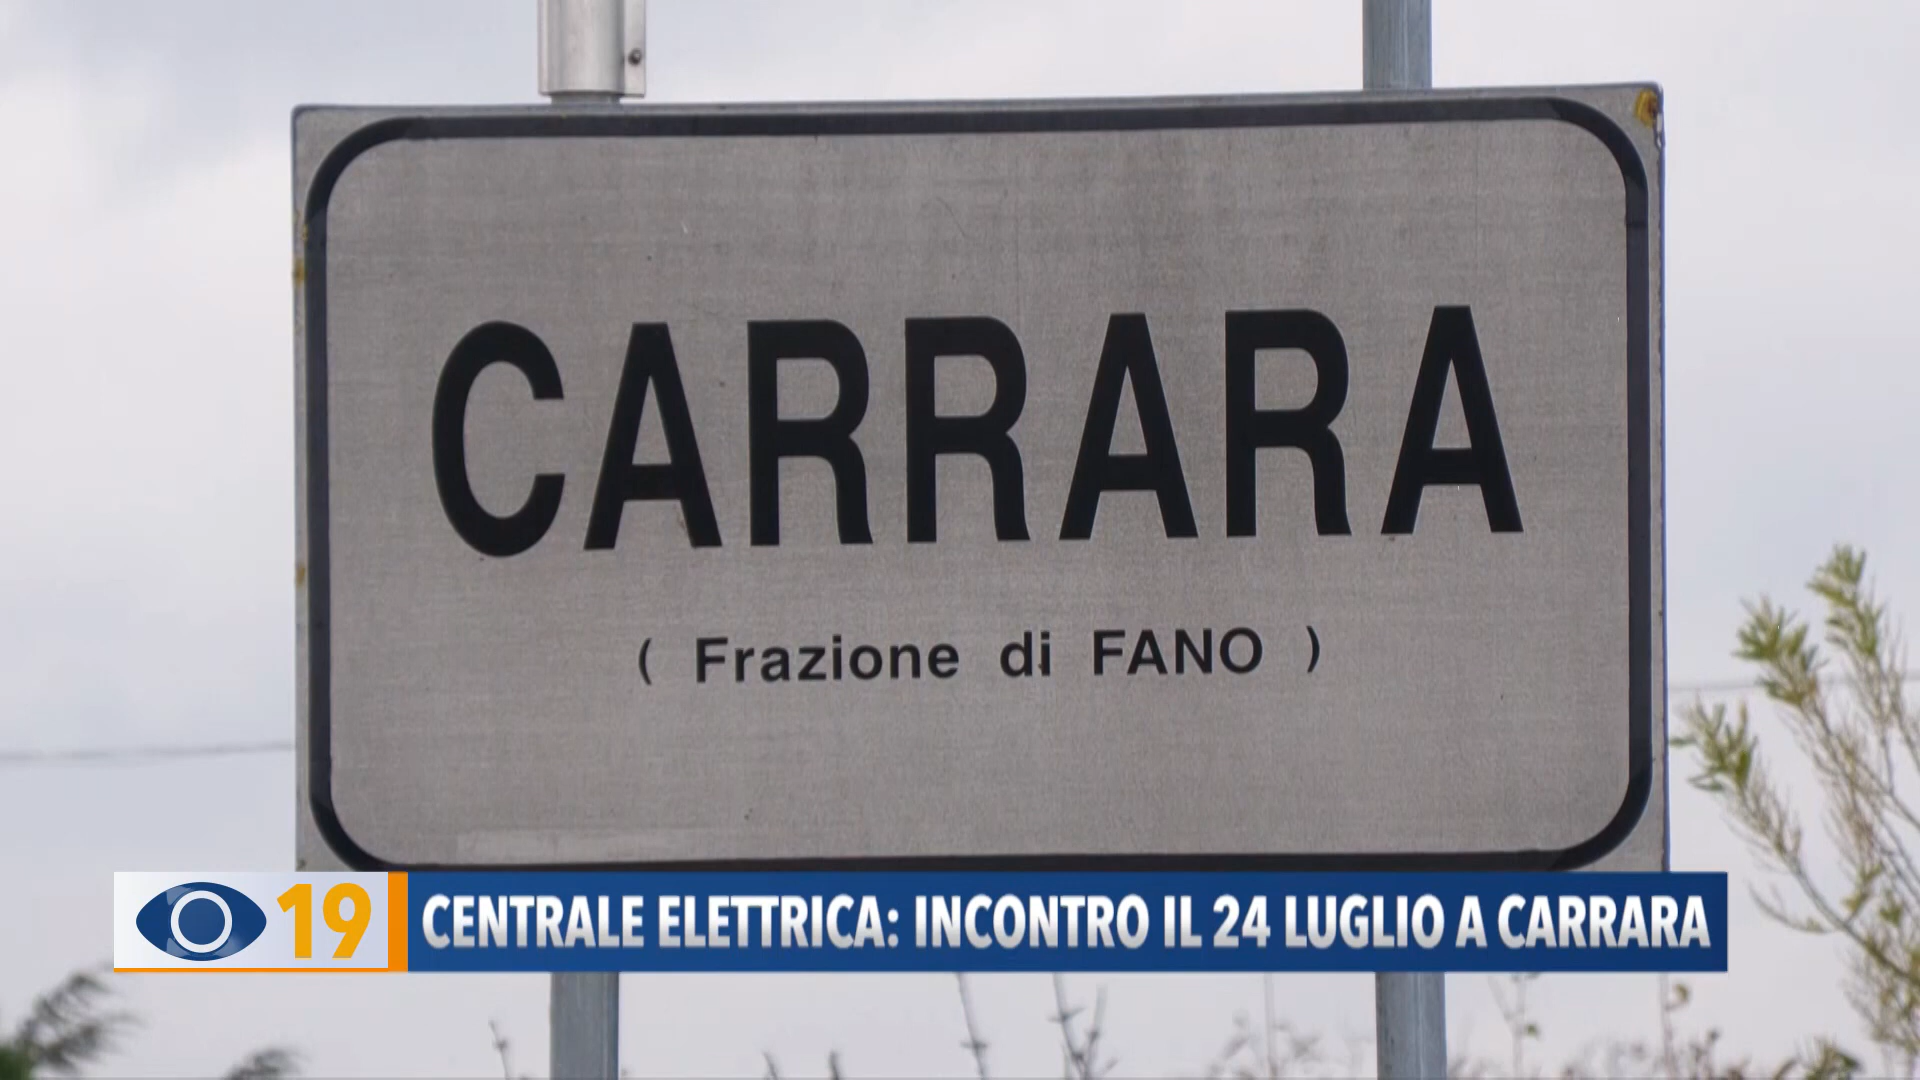 CARRARA
( Frazione di FANO )
19 CENTRALE ELETTRICA: INCONTRO IL 24 LUGLIO A CARRARA